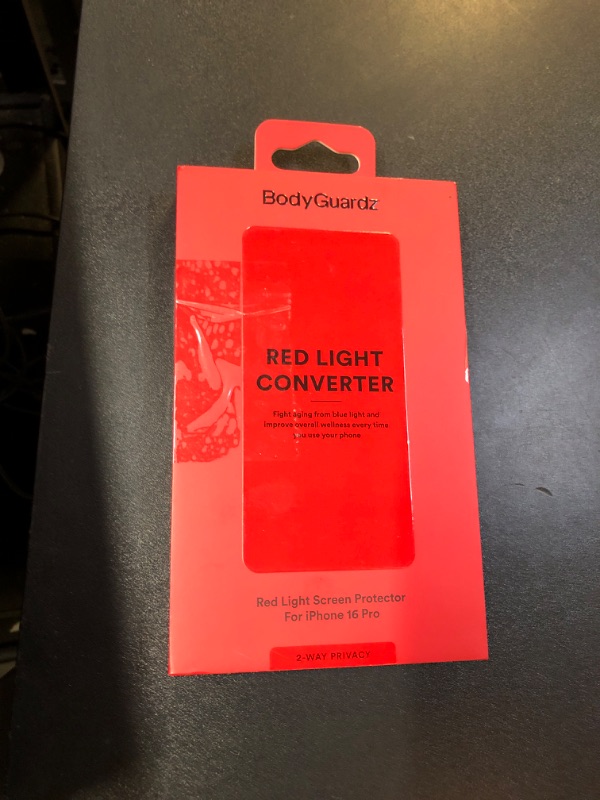 BodyGuardz
RED LIGHT
CONVERTER
Fight aging from blue light and
improve overall wellness every time
you use your phone.
Red Light Screen Protector
For iPhone 16 Pro
2-WAY PRIVACY